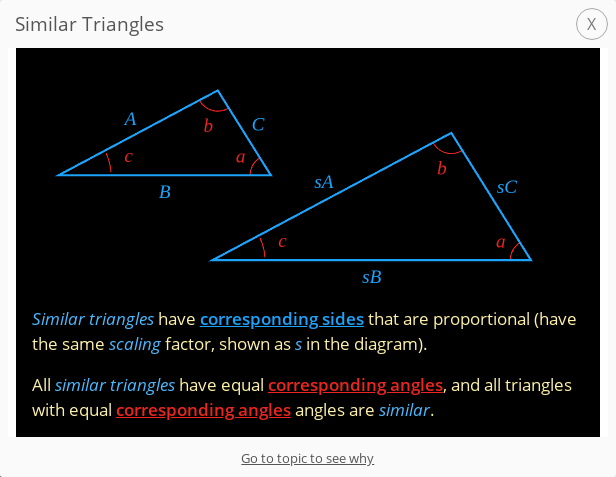 Similar Triangles
X
A
b
C
c
a
B
sA
b
sC
c
a
sB
Similar triangles have corresponding sides that are proportional (have
the same scaling factor, shown as s in the diagram).
All similar triangles have equal corresponding angles, and all triangles
with equal corresponding angles angles are similar.
Go to topic to see why